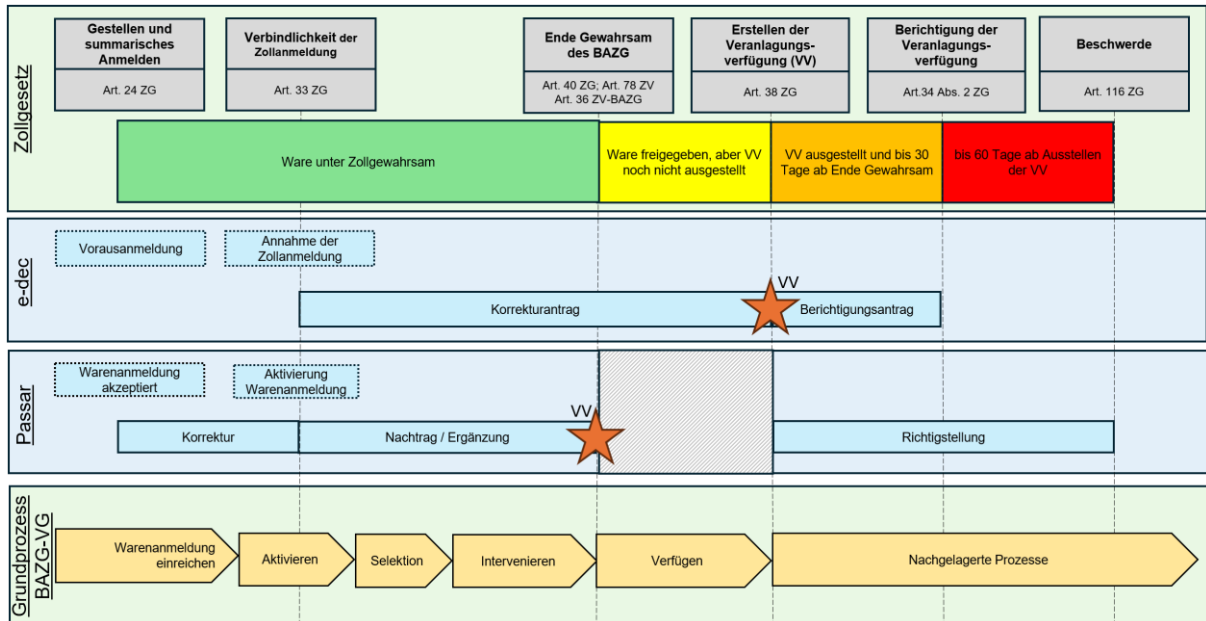 Zollgesetz
Gestellen und
summarisches
Anmelden
Art. 24 ZG
Verbindlichkeit der
Zollanmeldung
Art. 33 ZG
Ende Gewahrsam
des BAZG
Art. 40 ZG; Art. 78 ZV
Art. 36 ZV-BAZG
Erstellen der
Veranlagungs-
verfügung (VV)
Art. 38 ZG
Berichtigung der
Veranlagungs-
verfügung
Art.34 Abs. 2 ZG
Beschwerde
Art. 116 ZG
Ware unter Zollgewahrsam
Ware freigegeben, aber VV
noch nicht ausgestellt
VV ausgestellt und bis 30
Tage ab Ende Gewahrsam
bis 60 Tage ab Ausstellen
der VV
e-dec
Vorausanmeldung
Annahme der
Zollanmeldung
VV
Korrekturantrag
Berichtigungsantrag
Passar
Warenanmeldung
akzeptiert
Aktivierung
Warenanmeldung
VV
Korrektur
Nachtrag / Ergänzung
Richtigstellung
Grundprozess
BAZG-VG
Warenanmeldung
einreichen
Aktivieren
Selektion
Intervenieren
Verfügen
Nachgelagerte Prozesse